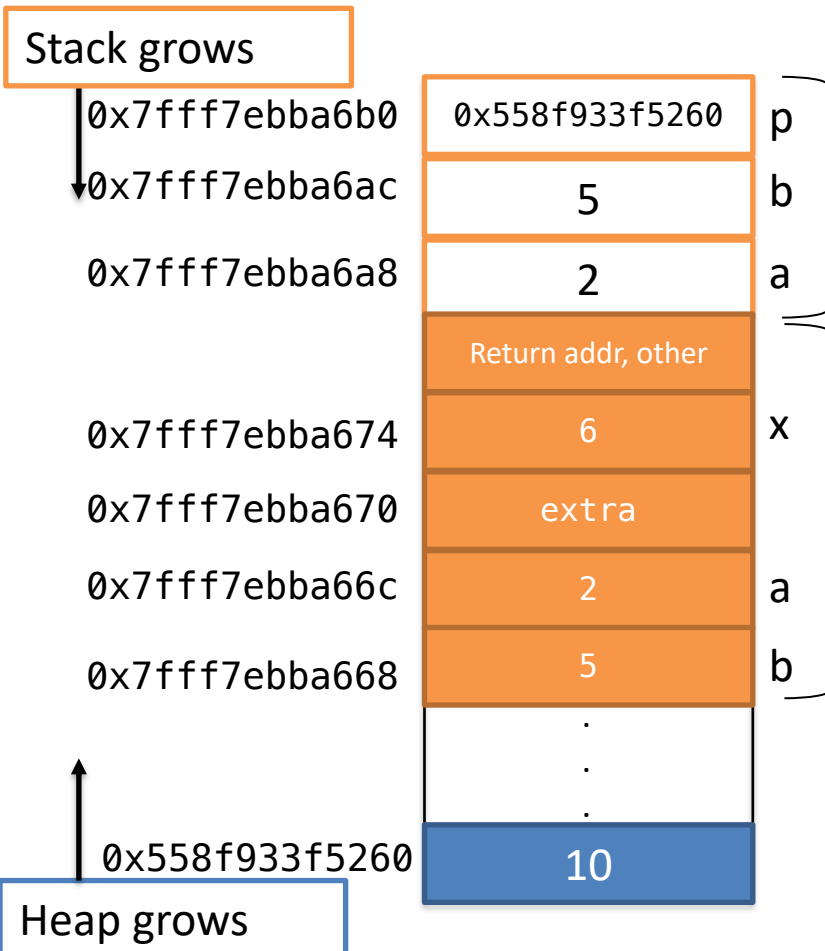 Stack grows
0x7fff7ebba6b0 0x558f933f5260 p
0x7fff7ebba6ac 5 b
0x7fff7ebba6a8 2 a
Return addr, other
0x7fff7ebba674 6 x
0x7fff7ebba670 extra
0x7fff7ebba66c 2 a
0x7fff7ebba668 5 b
.
.
.
0x558f933f5260 10
Heap grows